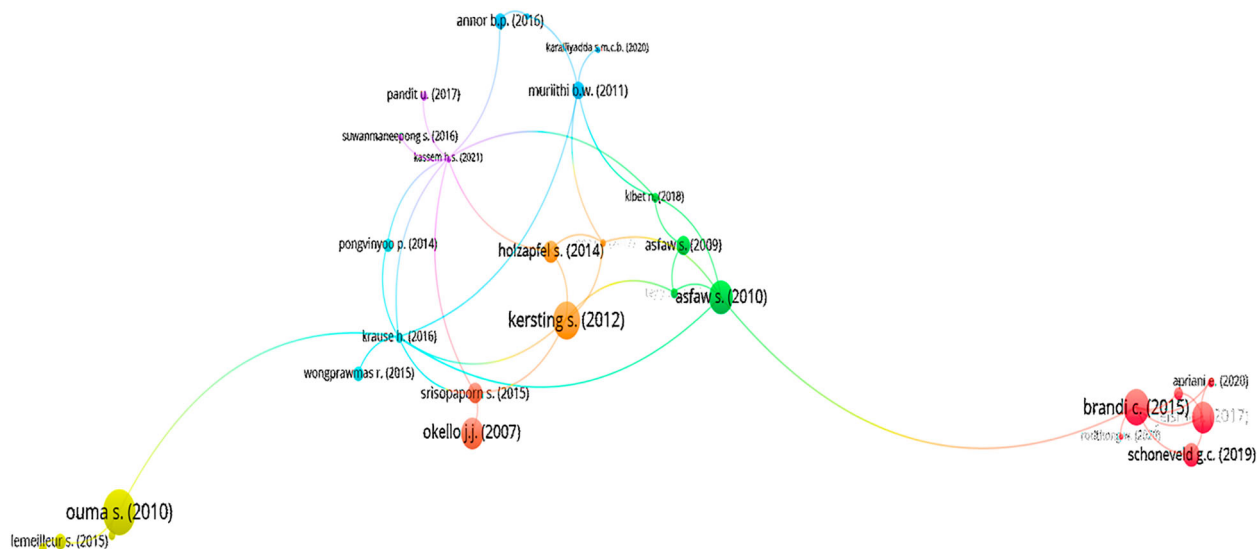 annor b.p. (2016)
karalliyadda s.m.c.b. (2020)
muriithi b.w. (2011)
pandit u. (2017)
suwanmaneepong s. (2016)
kassem h.s. (2021)
kibet n. (2018)
pongvinyoo p. (2014)
holzapfel s. (2014)
asfaw s. (2009)
asfaw s. (2010)
kersting s. (2012)
krause h. (2016)
wongprawmas r. (2015)
srisopaporn s. (2015)
apriani e. (2020)
brandi c. (2015)
2017)
okello j.j. (2007)
schoneveld g.c. (2019)
ouma s. (2010)
lemeilleur s. (2015)